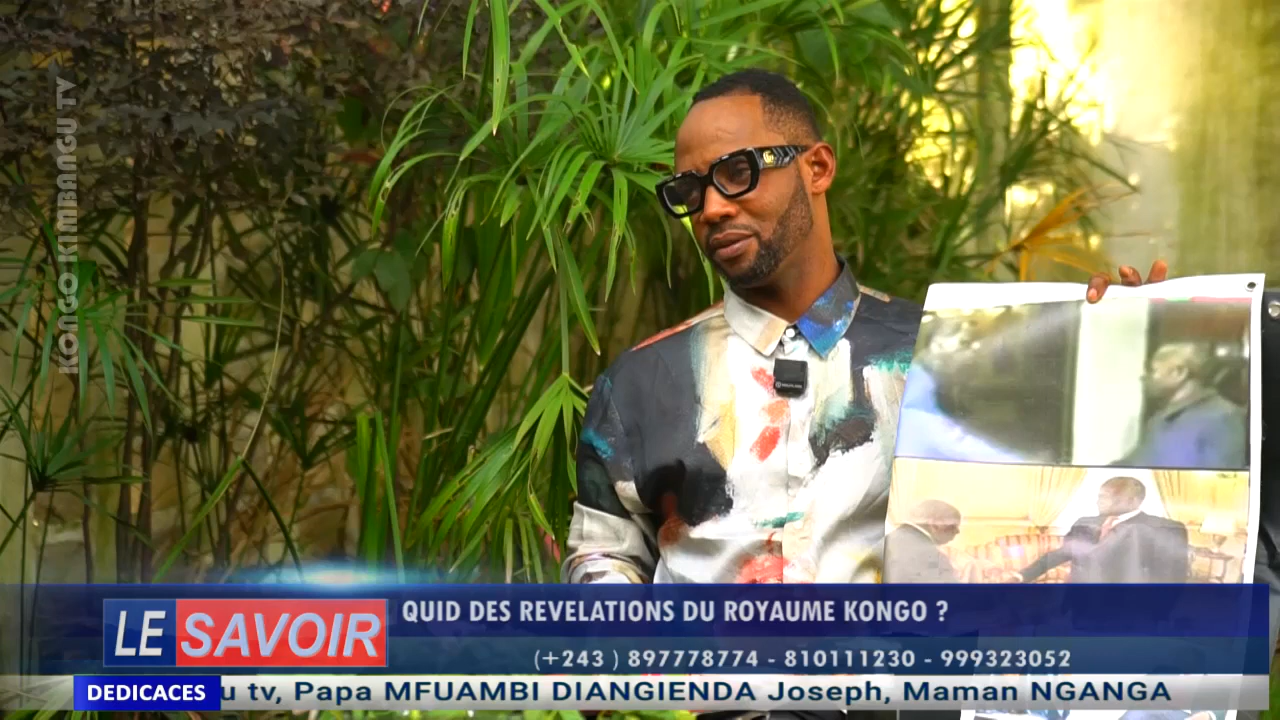 KONGO KIMBANGU TV
LE SAVOIR
QUID DES REVELATIONS DU ROYAUME KONGO ?
(+243 ) 897778774 - 810111230 - 999323052
DEDICACES
u tv, Papa MFUAMBI DIANGIENDA Joseph, Maman NGANGA